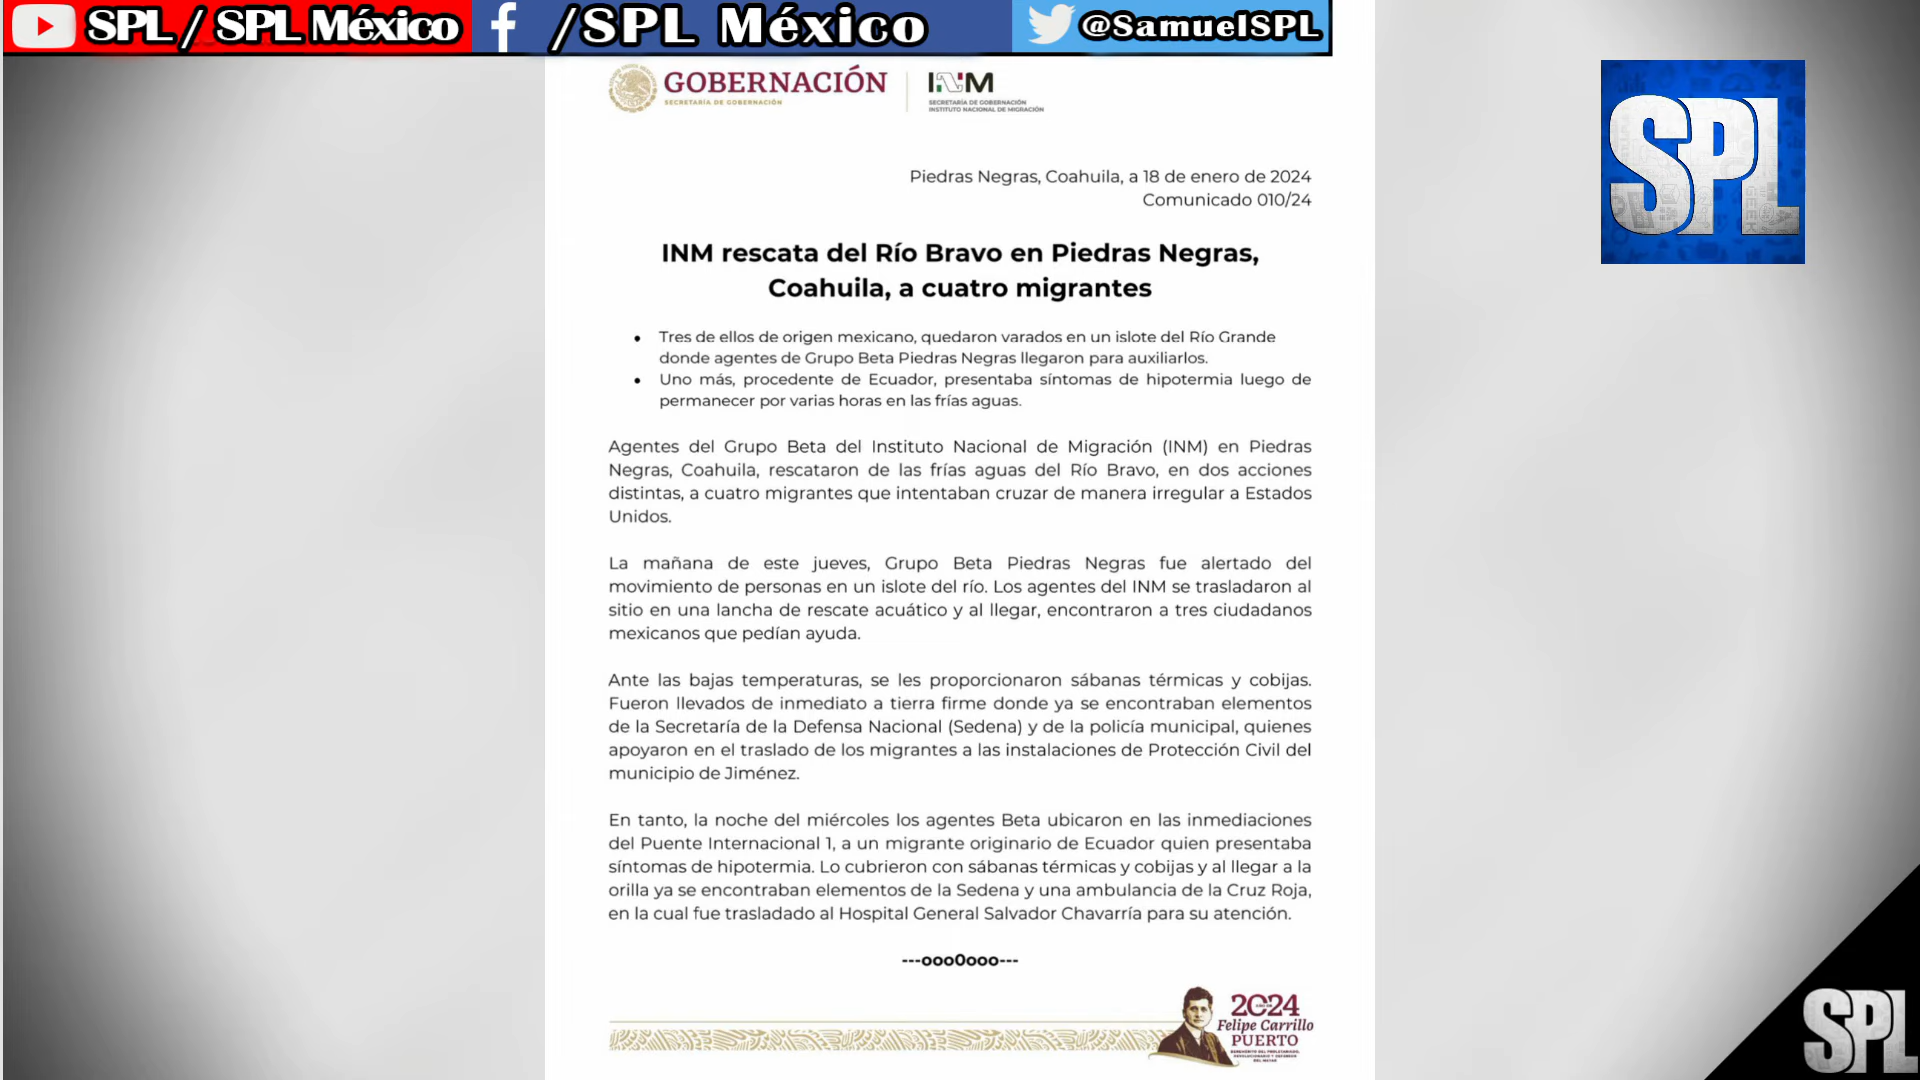 SPL / SPL México
/SPL México
@SamuelSPL
GOBERNACIÓN
SECRETARÍA DE GOBERNACIÓN
INM
SECRETARÍA DE GOBERNACIÓN
INSTITUTO NACIONAL DE MIGRACIÓN
SPL
Piedras Negras, Coahuila, a 18 de enero de 2024
Comunicado 010/24
INM rescata del Río Bravo en Piedras Negras,
Coahuila, a cuatro migrantes
• Tres de ellos de origen mexicano, quedaron varados en un islote del Río Grande
donde agentes de Grupo Beta Piedras Negras llegaron para auxiliarlos.
• Uno más, procedente de Ecuador, presentaba síntomas de hipotermia luego de
permanecer por varias horas en las frías aguas.
Agentes del Grupo Beta del Instituto Nacional de Migración (INM) en Piedras
Negras, Coahuila, rescataron de las frías aguas del Río Bravo, en dos acciones
distintas, a cuatro migrantes que intentaban cruzar de manera irregular a Estados
Unidos.
La mañana de este jueves, Grupo Beta Piedras Negras fue alertado del
movimiento de personas en un islote del río. Los agentes del INM se trasladaron al
sitio en una lancha de rescate acuático y al llegar, encontraron a tres ciudadanos
mexicanos que pedían ayuda.
Ante las bajas temperaturas, se les proporcionaron sábanas térmicas y cobijas.
Fueron llevados de inmediato a tierra firme donde ya se encontraban elementos
de la Secretaría de la Defensa Nacional (Sedena) y de la policía municipal, quienes
apoyaron en el traslado de los migrantes a las instalaciones de Protección Civil del
municipio de Jiménez.
En tanto, la noche del miércoles los agentes Beta ubicaron en las inmediaciones
del Puente Internacional 1, a un migrante originario de Ecuador quien presentaba
síntomas de hipotermia. Lo cubrieron con sábanas térmicas y cobijas y al llegar a la
orilla ya se encontraban elementos de la Sedena y una ambulancia de la Cruz Roja,
en la cual fue trasladado al Hospital General Salvador Chavarría para su atención.
---ooo0ooo---
2024
Felipe Carrillo
PUERTO
SPL